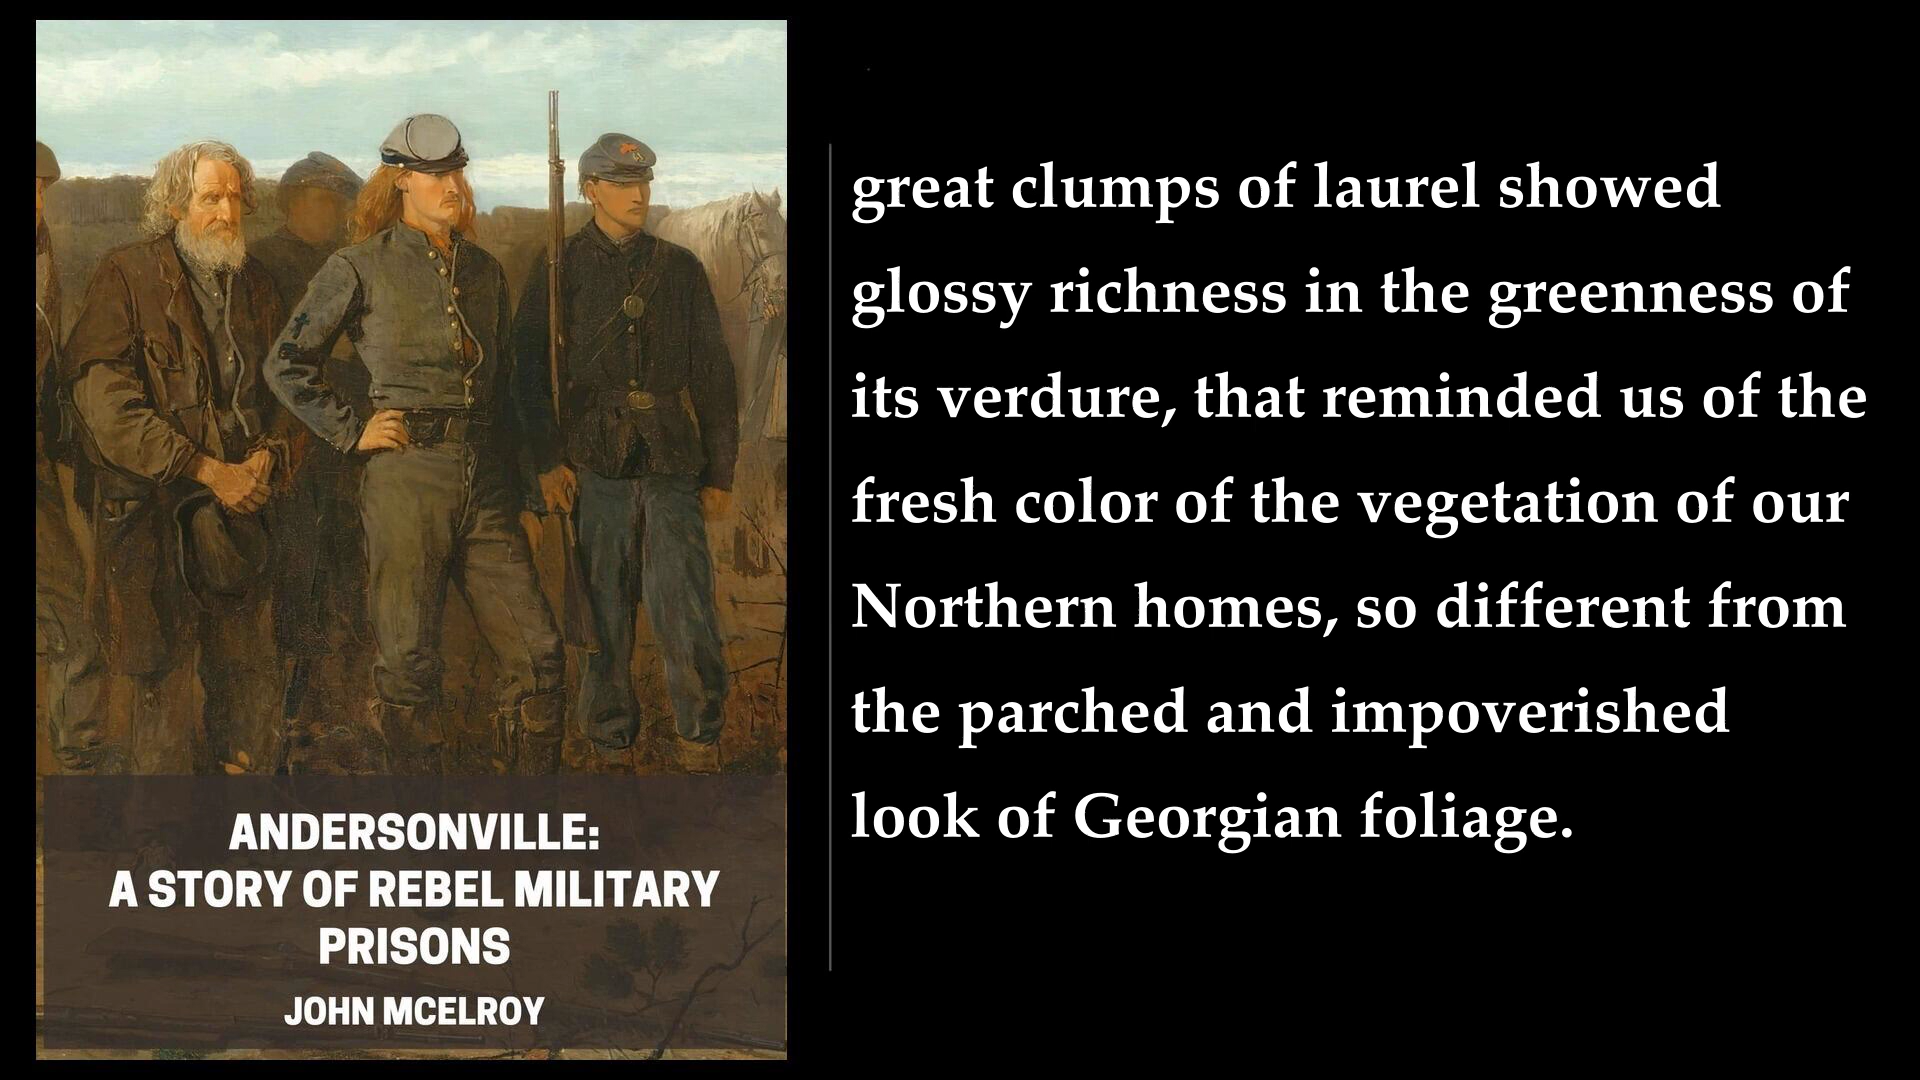 ANDERSONVILLE:
A STORY OF REBEL MILITARY
PRISONS
JOHN MCELROY
great clumps of laurel showed
glossy richness in the greenness of
its verdure, that reminded us of the
fresh color of the vegetation of our
Northern homes, so different from
the parched and impoverished
look of Georgian foliage.